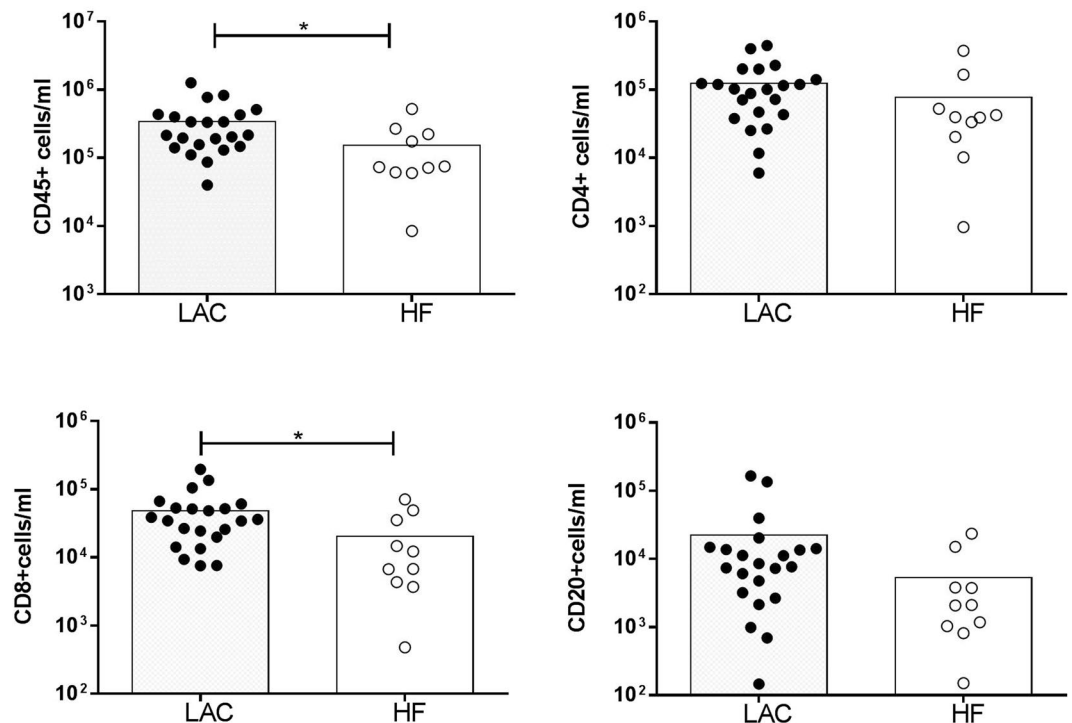 CD45+ cells/ml
10⁷
10⁶
10⁵
10⁴
10³
*
LAC HF
CD4+ cells/ml
10⁶
10⁵
10⁴
10³
10²
LAC HF
CD8+cells/ml
10⁶
10⁵
10⁴
10³
10²
*
LAC HF
CD20+cells/ml
10⁶
10⁵
10⁴
10³
10²
LAC HF